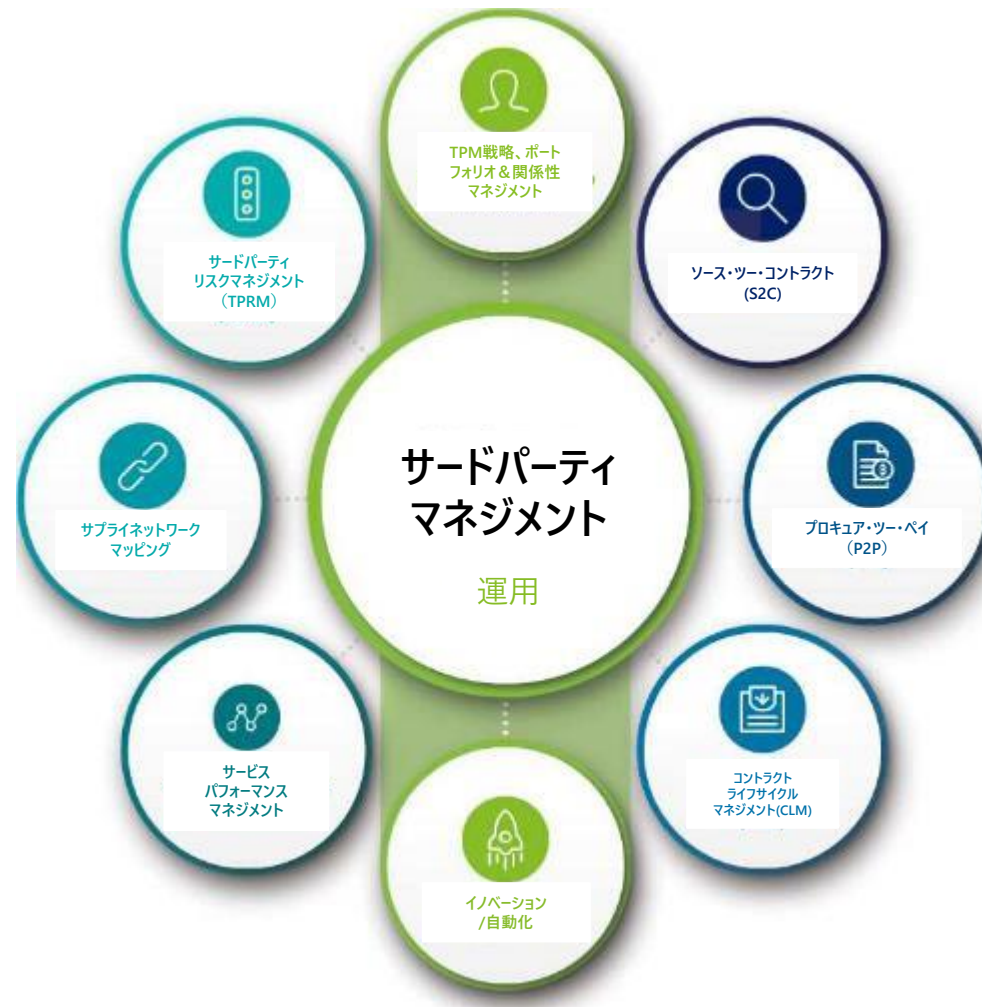 TPM戦略、ポート
フォリオ＆関係性
マネジメント
ソース・ツー・コントラクト
(S2C)
プロキュア・ツー・ペイ
（P2P）
コントラクト
ライフサイクル
マネジメント(CLM)
イノベーション
/自動化
サービス
パフォーマンス
マネジメント
サプライネットワーク
マッピング
サードパーティ
リスクマネジメント
（TPRM）
サードパーティ
マネジメント
運用